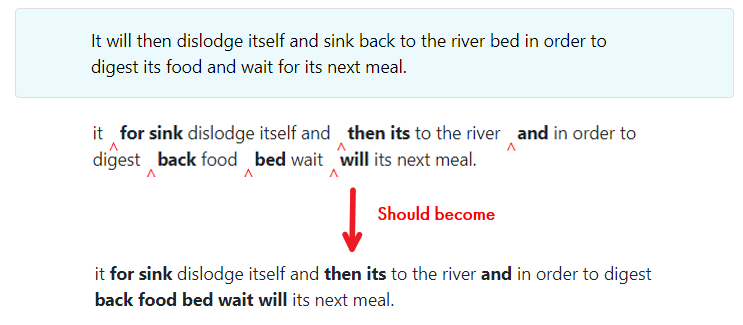 It will then dislodge itself and sink back to the river bed in order to
digest its food and wait for its next meal.
it for sink dislodge itself and then its to the river and in order to
digest back food bed wait will its next meal.
Should become
it for sink dislodge itself and then its to the river and in order to digest
back food bed wait will its next meal.